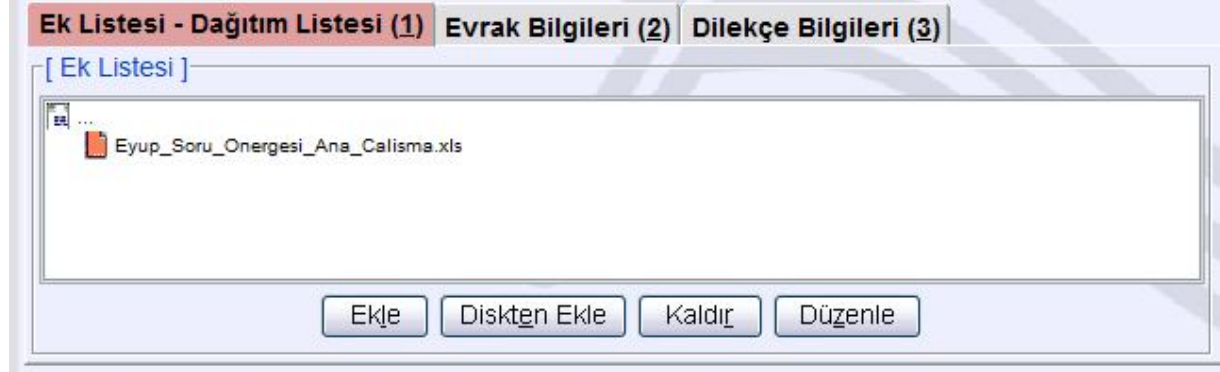 Ek Listesi - Dağıtım Listesi (1) Evrak Bilgileri (2) Dilekçe Bilgileri (3)
[ Ek Listesi ]
...
Eyup_Soru_Onergesi_Ana_Calisma.xls
Ekle Diskten Ekle Kaldır Düzenle